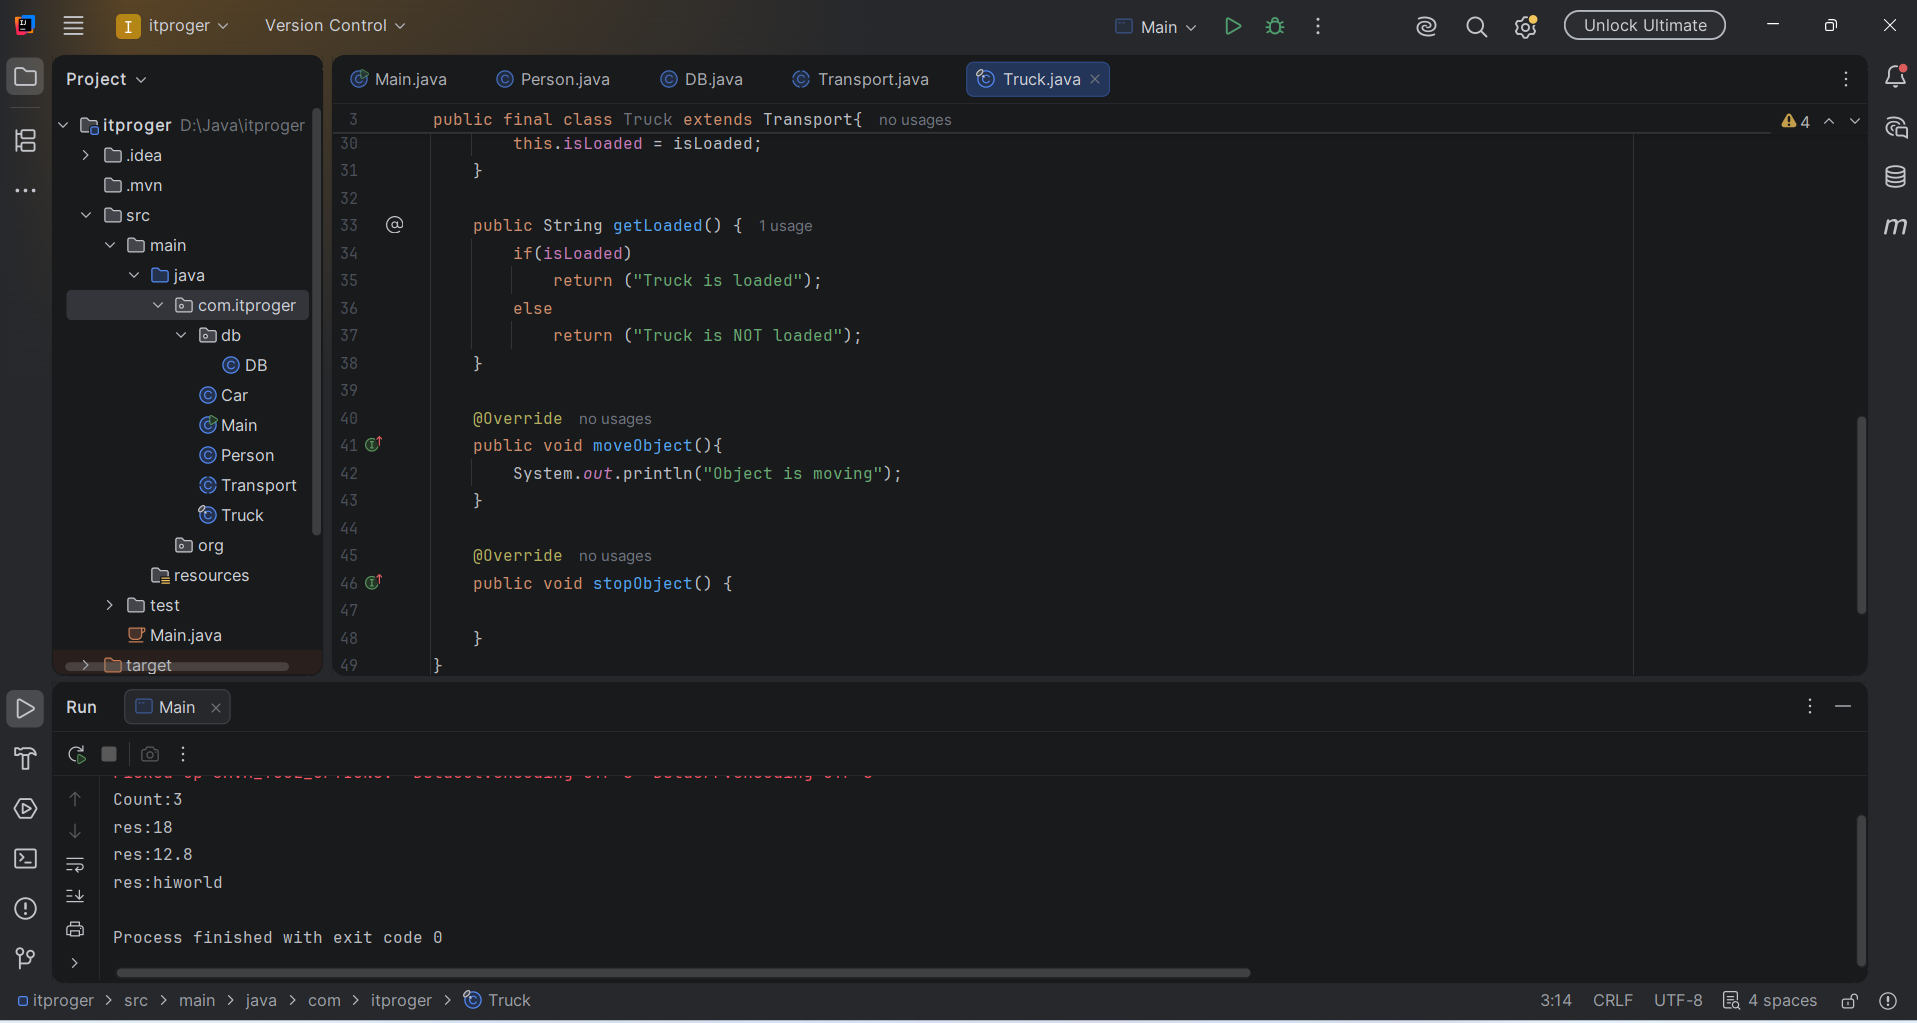 itproger
Version Control
Main
Unlock Ultimate
Project
itproger D:\Java\itproger
.idea
.mvn
src
main
java
com.itproger
db
DB
Car
Main
Person
Transport
Truck
org
resources
test
Main.java
target
Main.java
Person.java
DB.java
Transport.java
Truck.java
3 public final class Truck extends Transport{ no usages
4
30 this.isLoaded = isLoaded;
31 }
32
33 public String getLoaded() { 1 usage
34 if(isLoaded)
35 return ("Truck is loaded");
36 else
37 return ("Truck is NOT loaded");
38 }
39
40 @Override no usages
41 public void moveObject(){
42 System.out.println("Object is moving");
43 }
44
45 @Override no usages
46 public void stopObject() {
47
48 }
49 }
Run
Main
Count:3
res:18
res:12.8
res:hiworld
Process finished with exit code 0
itproger > src > main > java > com > itproger > Truck
3:14 CRLF UTF-8 4 spaces